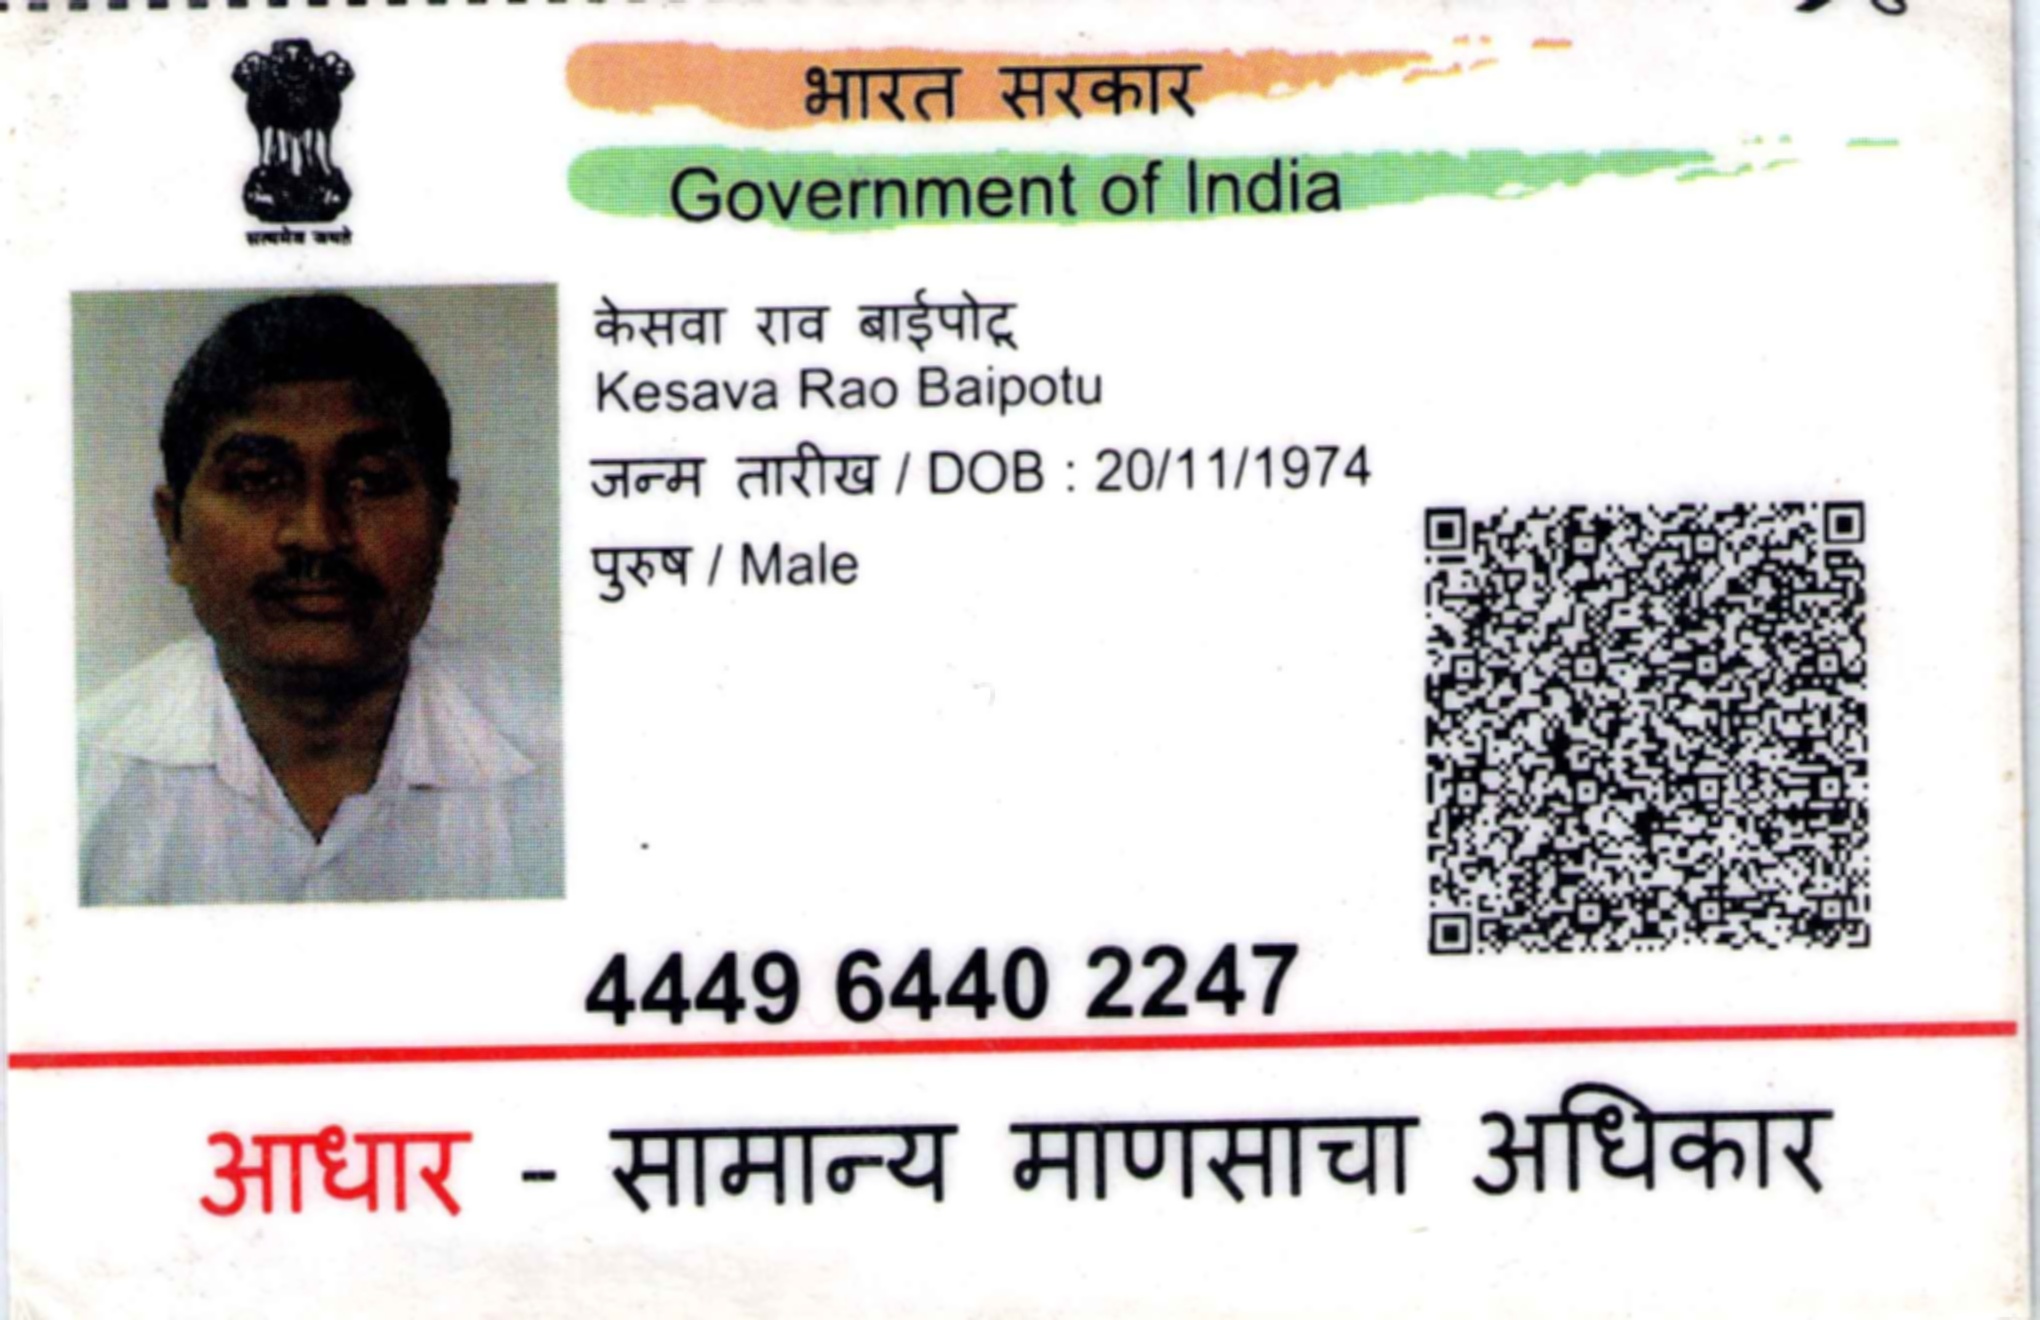 भारत सरकार
Government of India
सत्यमेव जयते
केसवा राव बाईपोटू
Kesava Rao Baipotu
जन्म तारीख / DOB : 20/11/1974
पुरुष / Male
4449 6440 2247
आधार - सामान्य माणसाचा अधिकार